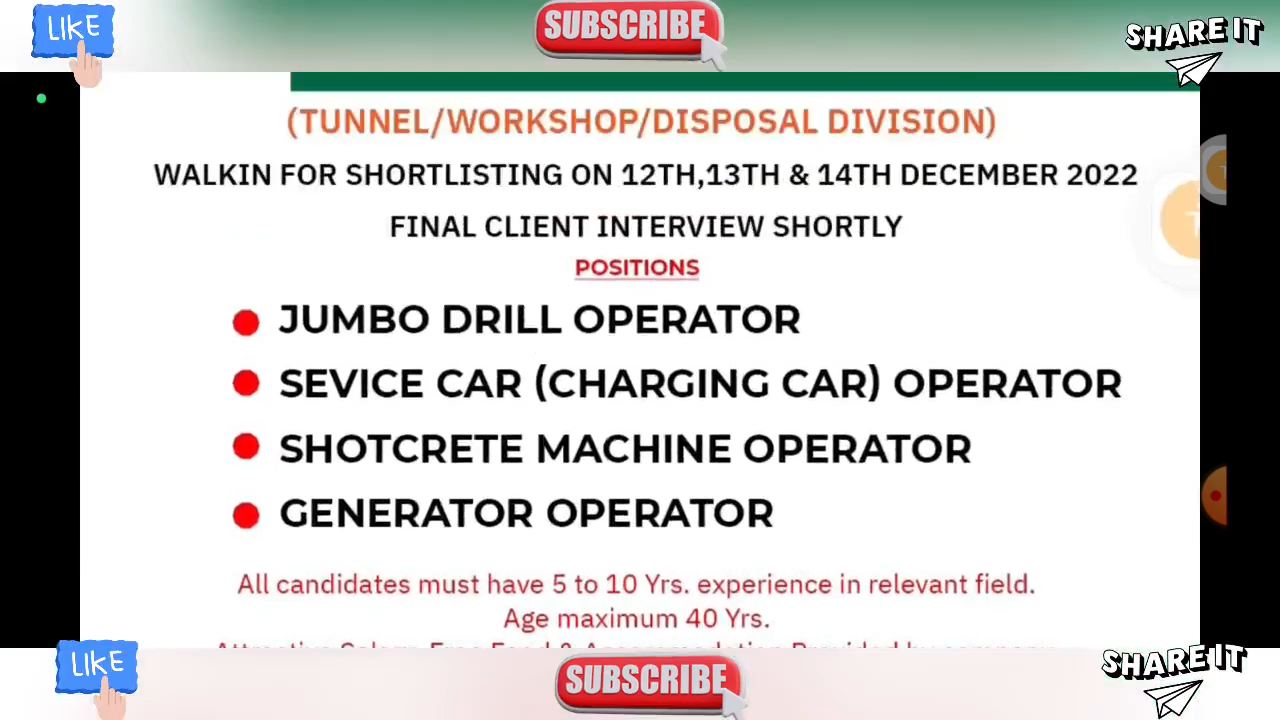 LIKE
SUBSCRIBE
SHARE IT
(TUNNEL/WORKSHOP/DISPOSAL DIVISION)
WALKIN FOR SHORTLISTING ON 12TH,13TH & 14TH DECEMBER 2022
FINAL CLIENT INTERVIEW SHORTLY
POSITIONS
JUMBO DRILL OPERATOR
SEVICE CAR (CHARGING CAR) OPERATOR
SHOTCRETE MACHINE OPERATOR
GENERATOR OPERATOR
All candidates must have 5 to 10 Yrs. experience in relevant field.
Age maximum 40 Yrs.
LIKE
SUBSCRIBE
SHARE IT